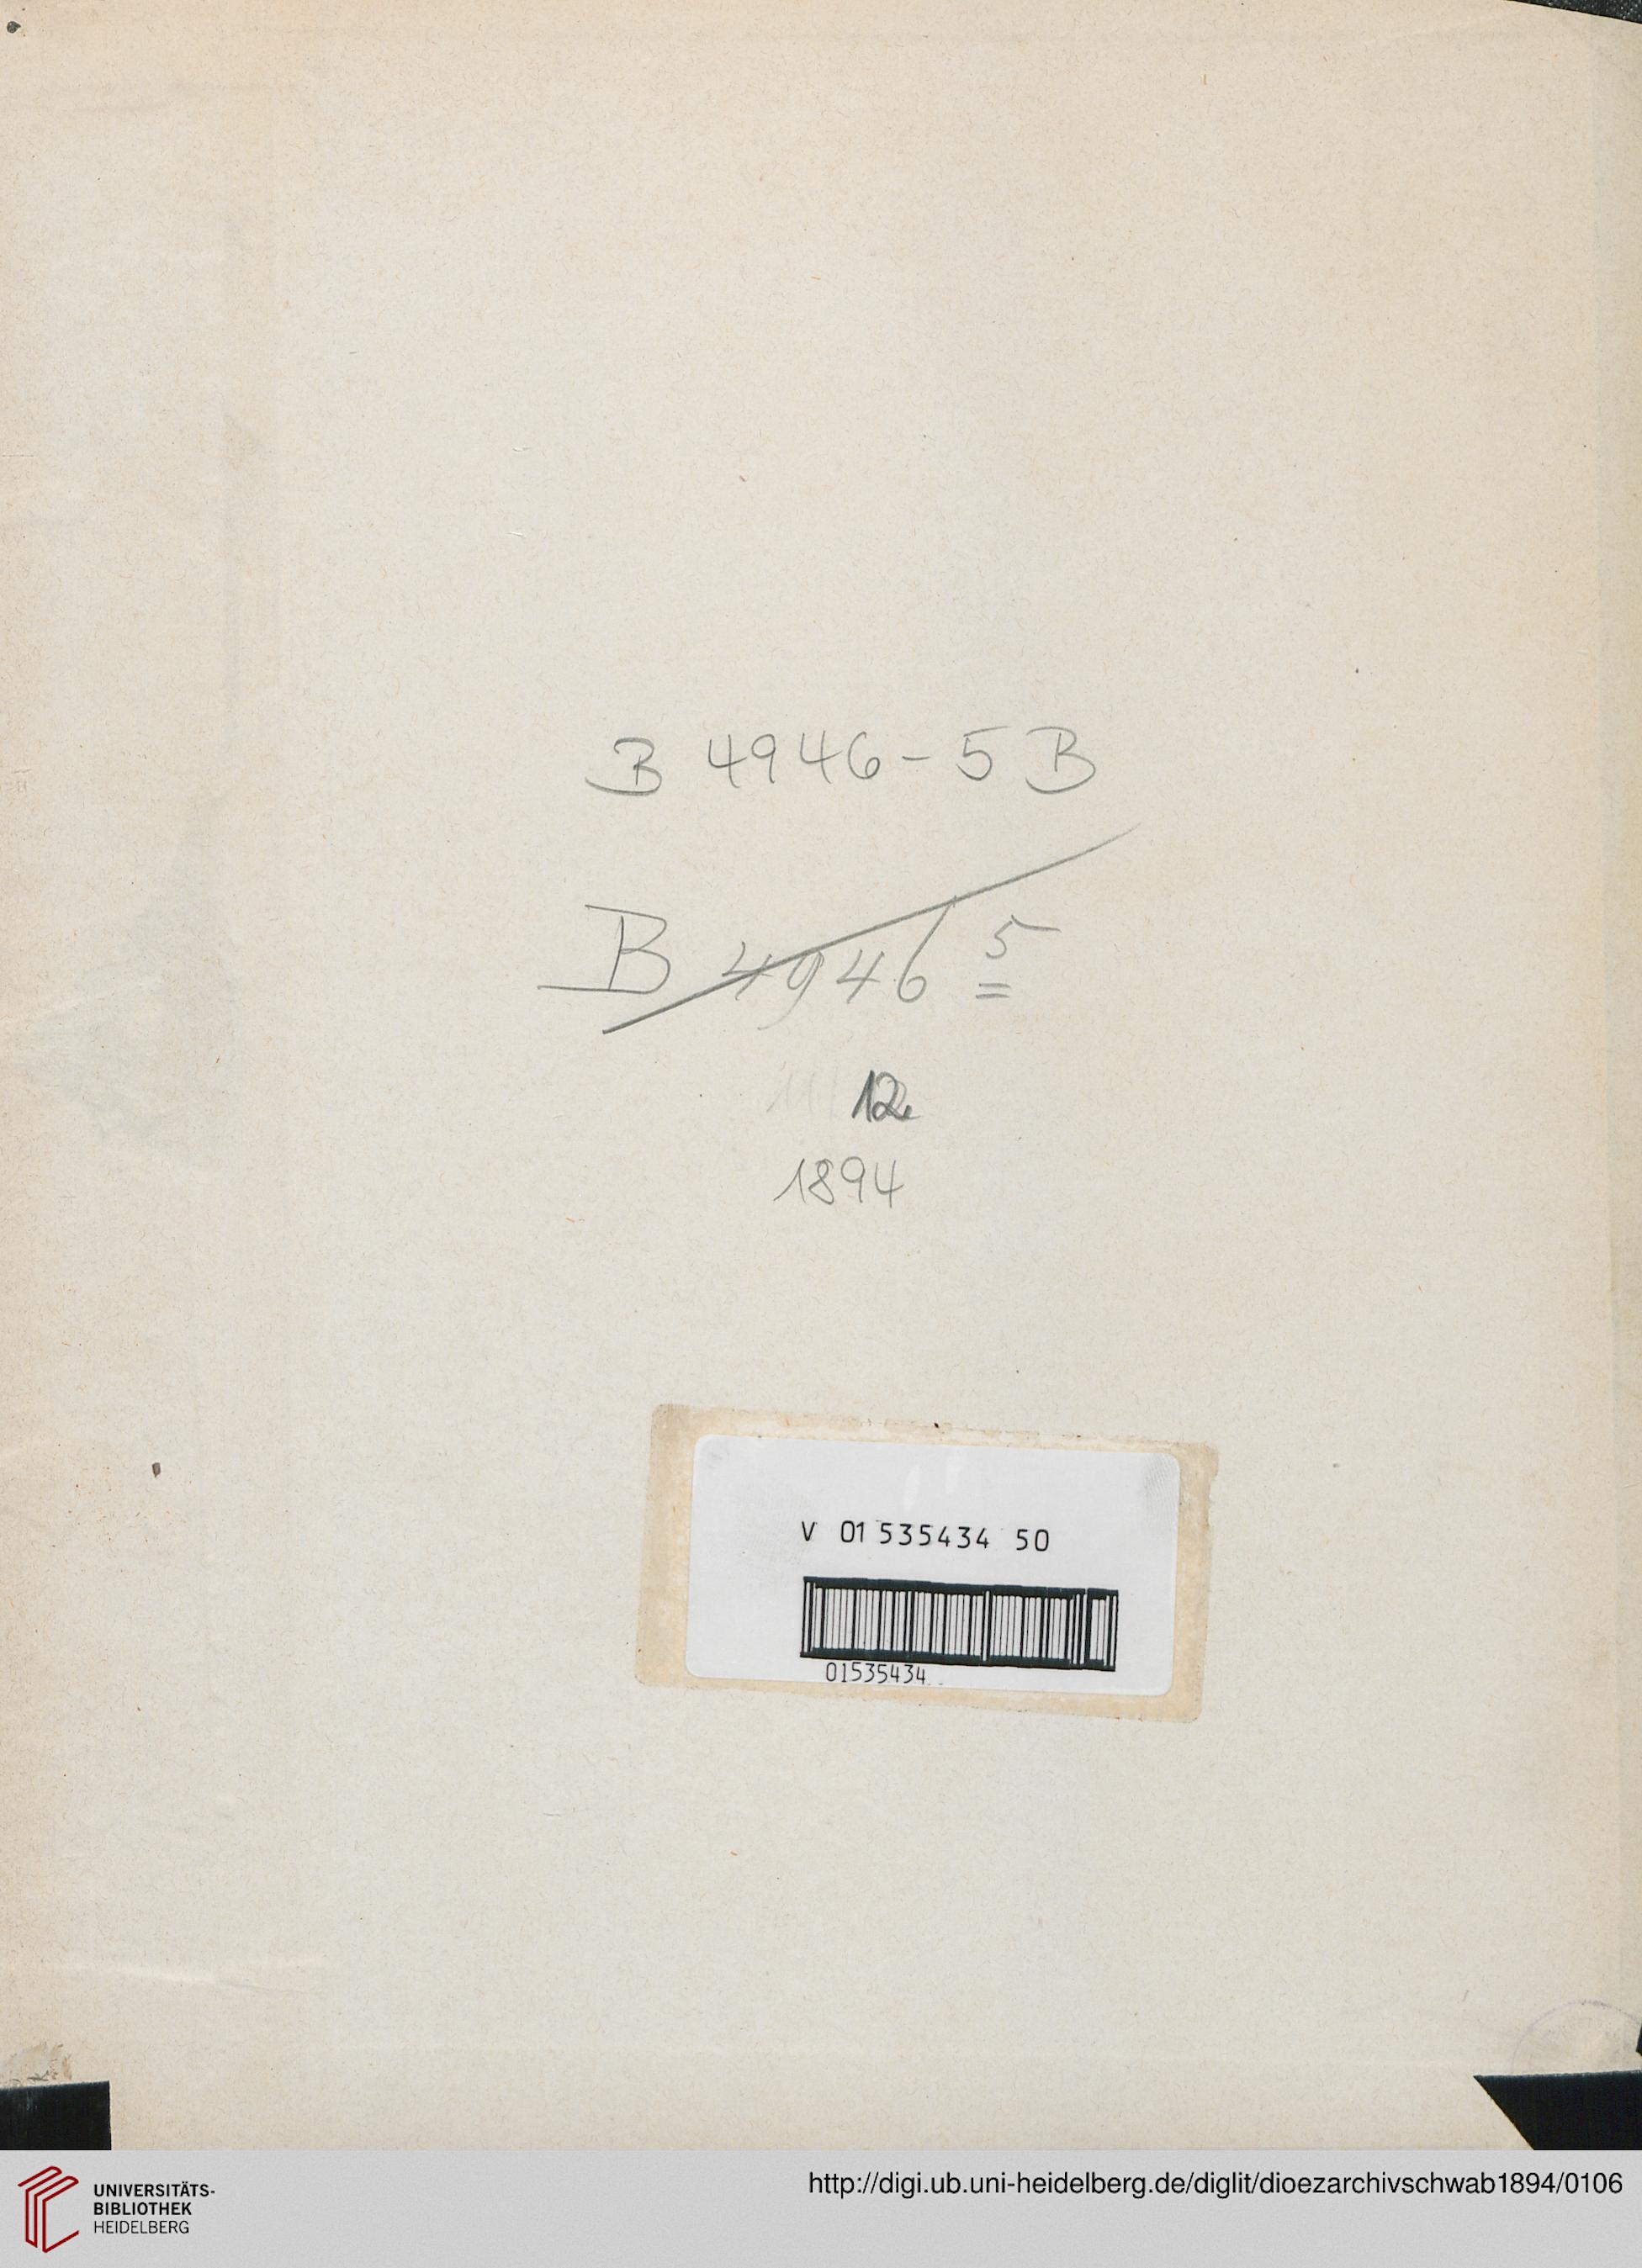 B 4946-5 B
B 4946 5
12
1894
V 01 535434 50
01535434
UNIVERSITÄTS-
BIBLIOTHEK
HEIDELBERG
http://digi.ub.uni-heidelberg.de/diglit/dioezarchivschwab1894/0106